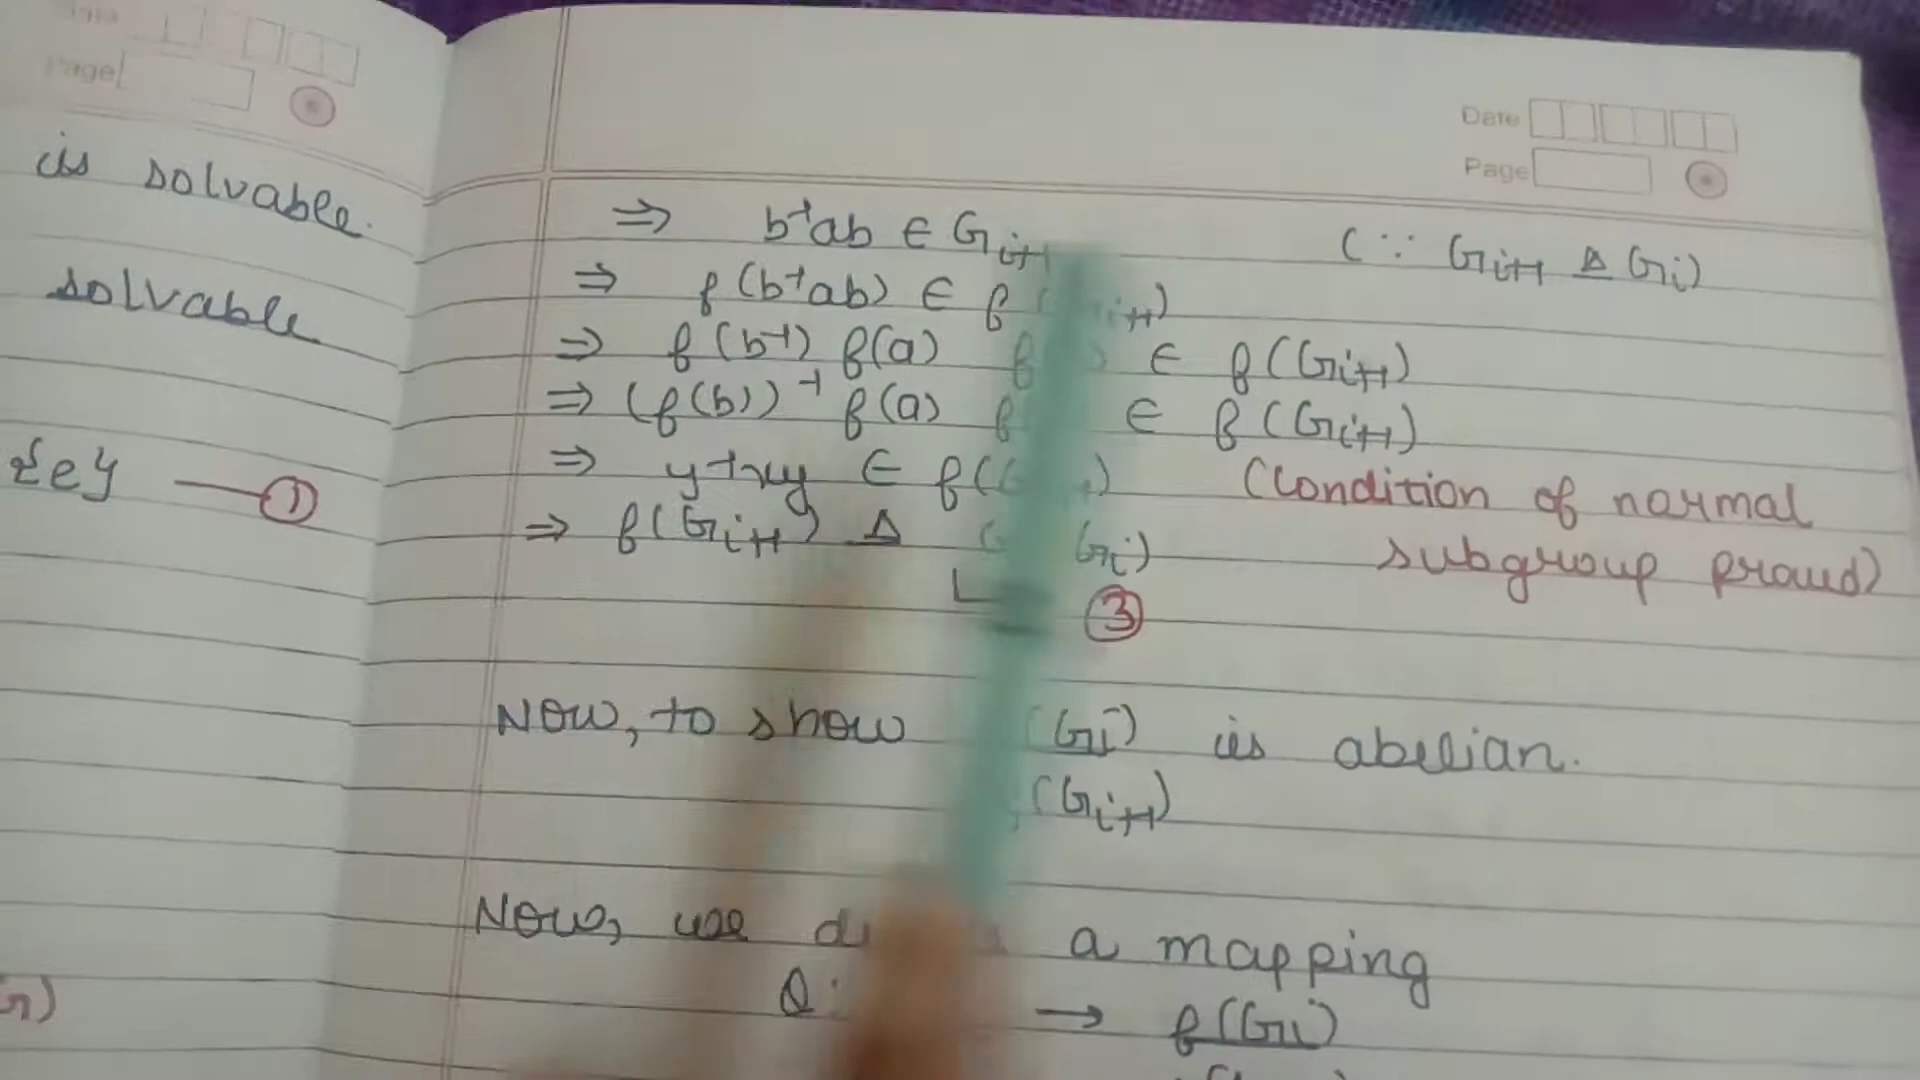 Page
is solvable.
solvable
{e} — ①
Date
Page
⇒ b⁻¹ab ∈ Gᵢ₊₁ (∵ Gᵢ₊₁ Δ Gᵢ)
⇒ f(b⁻¹ab) ∈ f( ᵢ₊₁)
⇒ f(b⁻¹) f(a) f ) ∈ f(Gᵢ₊₁)
⇒ (f(b))⁻¹ f(a) f ∈ f(Gᵢ₊₁)
⇒ y⁻¹xy ∈ f(G ) (Condition of normal
⇒ f(Gᵢ₊₁) Δ Gᵢ) subgroup proved)
③
Now, to show (Gᵢ) is abelian.
(Gᵢ₊₁)
Now, we a mapping
→ f(Gᵢ)